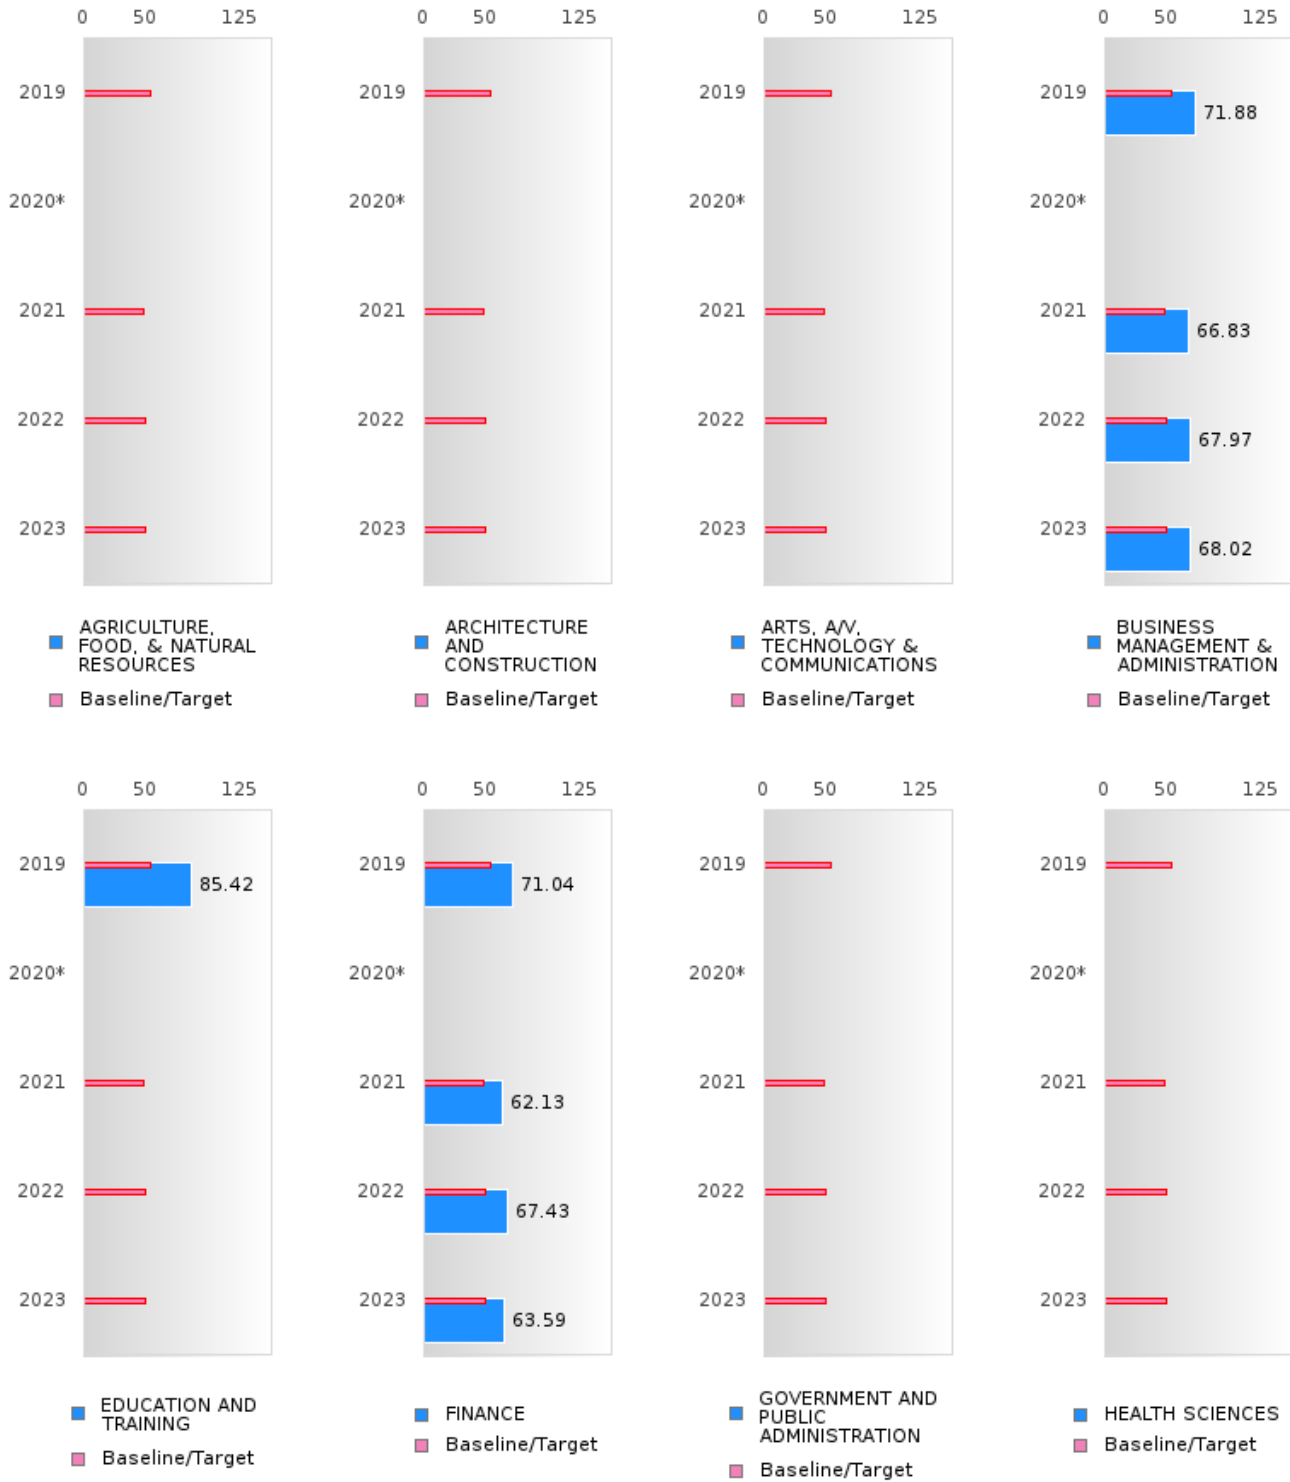 0 50 125
0 50 125
0 50 125
0 50 125
2019
2019
2019
2019
71.88
2020*
2020*
2020*
2020*
2021
2021
2021
2021
66.83
2022
2022
2022
2022
67.97
2023
2023
2023
2023
68.02
AGRICULTURE,
FOOD, & NATURAL
RESOURCES
Baseline/Target
ARCHITECTURE
AND
CONSTRUCTION
Baseline/Target
ARTS, A/V,
TECHNOLOGY &
COMMUNICATIONS
Baseline/Target
BUSINESS
MANAGEMENT &
ADMINISTRATION
Baseline/Target
0 50 125
0 50 125
0 50 125
0 50 125
2019
85.42
2019
71.04
2019
2019
2020*
2020*
2020*
2020*
2021
2021
62.13
2021
2021
2022
2022
67.43
2022
2022
2023
2023
63.59
2023
2023
EDUCATION AND
TRAINING
Baseline/Target
FINANCE
Baseline/Target
GOVERNMENT AND
PUBLIC
ADMINISTRATION
Baseline/Target
HEALTH SCIENCES
Baseline/Target